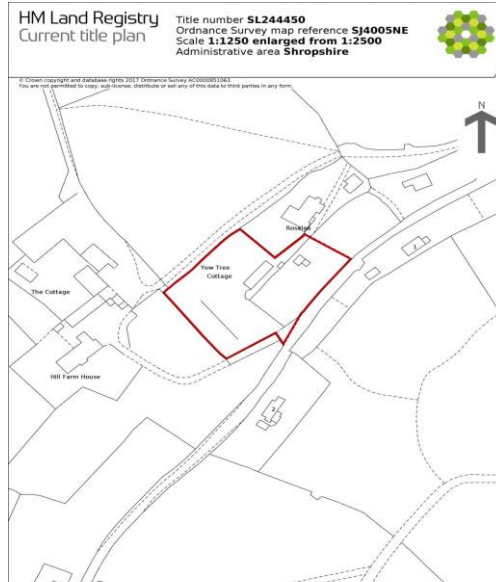 HM Land Registry
Current title plan
Title number SL244450
Ordnance Survey map reference SJ4005NE
Scale 1:1250 enlarged from 1:2500
Administrative area Shropshire
© Crown copyright and database rights 2017 Ordnance Survey AC0000851063.
You are not permitted to copy, sub-license, distribute or sell any of this data to third parties in any form.
N
Yew Tree
Cottage
The Cottage
Hill Farm House
2
2